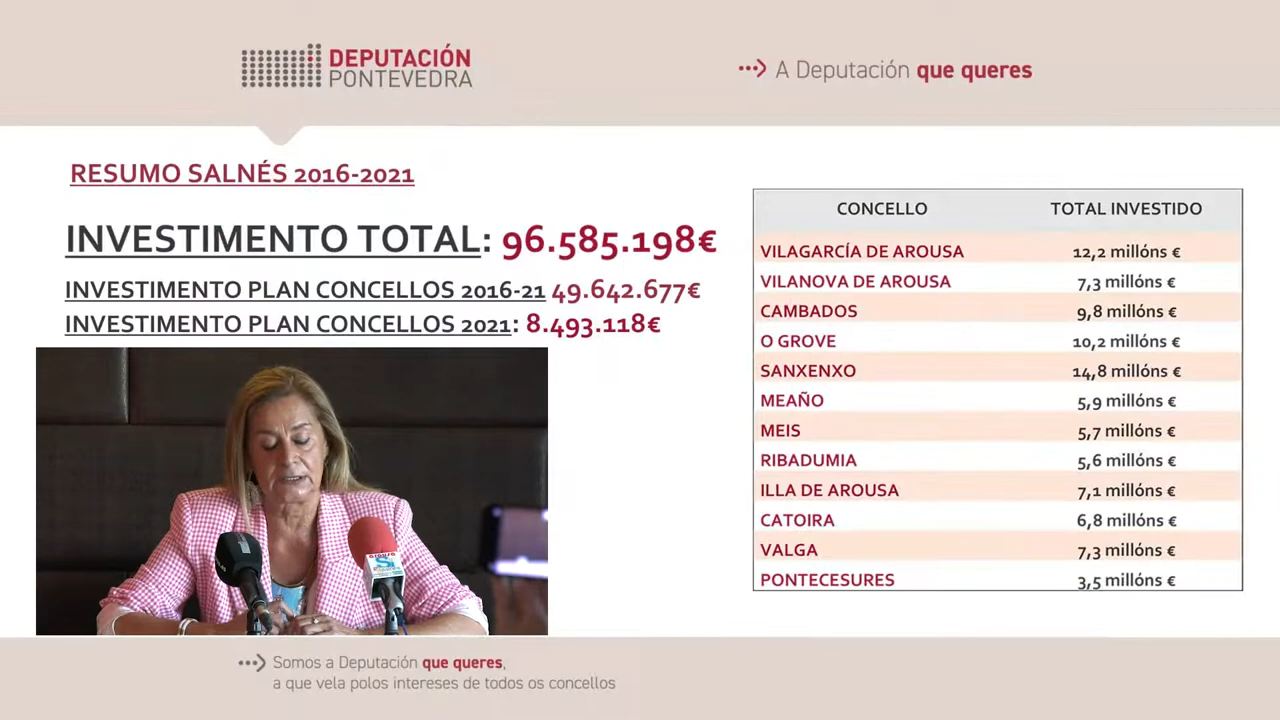 DEPUTACIÓN
PONTEVEDRA
A Deputación que queres
RESUMO SALNÉS 2016-2021
INVESTIMENTO TOTAL: 96.585.198€
INVESTIMENTO PLAN CONCELLOS 2016-21 49.642.677€
INVESTIMENTO PLAN CONCELLOS 2021: 8.493.118€
CONCELLO TOTAL INVESTIDO
VILAGARCÍA DE AROUSA 12,2 millóns €
VILANOVA DE AROUSA 7,3 millóns €
CAMBADOS 9,8 millóns €
O GROVE 10,2 millóns €
SANXENXO 14,8 millóns €
MEAÑO 5,9 millóns €
MEIS 5,7 millóns €
RIBADUMIA 5,6 millóns €
ILLA DE AROUSA 7,1 millóns €
CATOIRA 6,8 millóns €
VALGA 7,3 millóns €
PONTECESURES 3,5 millóns €
Somos a Deputación que queres,
a que vela polos intereses de todos os concellos